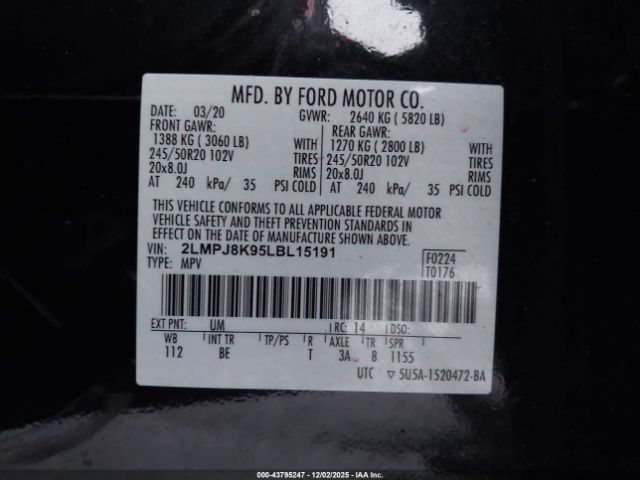 MFD. BY FORD MOTOR CO.
DATE: 03/20 GVWR: 2640 KG ( 5820 LB)
FRONT GAWR: REAR GAWR:
1388 KG ( 3060 LB) WITH 1270 KG ( 2800 LB) WITH
245/50R20 102V TIRES 245/50R20 102V TIRES
20x8.0J RIMS 20x8.0J RIMS
AT 240 kPa/ 35 PSI COLD AT 240 kPa/ 35 PSI COLD
THIS VEHICLE CONFORMS TO ALL APPLICABLE FEDERAL MOTOR
VEHICLE SAFETY AND THEFT PREVENTION STANDARDS IN
EFFECT ON THE DATE OF MANUFACTURE SHOWN ABOVE.
VIN: 2LMPJ8K95LBL15191 F0224
TYPE: MPV T0176
EXT PNT: UM RC: 14 DSO:
WB INT TR TP/PS R AXLE TR SPR
112 BE T 3A 8 1155
UTC ▽ 5U5A-1520472-BA
000-43795247 - 12/02/2025 - IAA Inc.